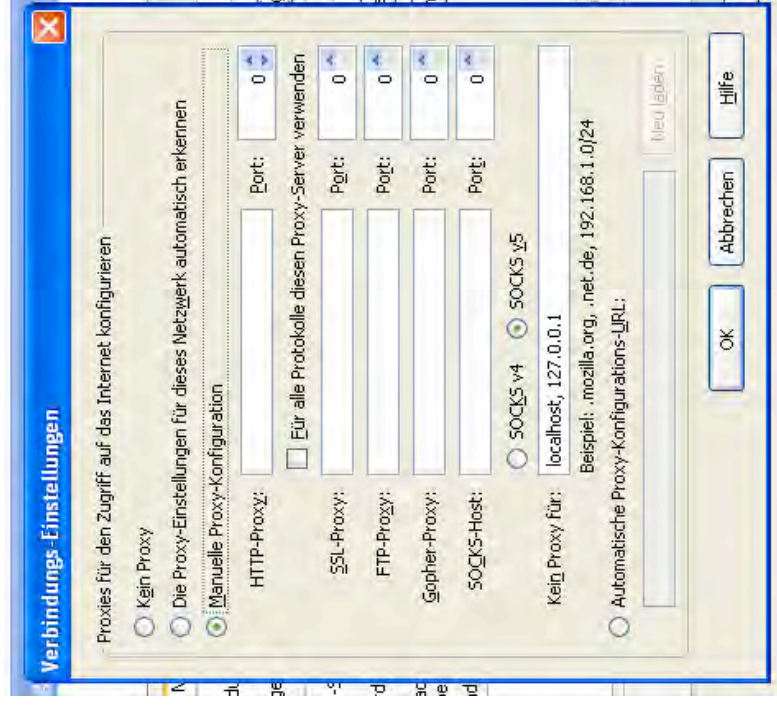 Verbindungs-Einstellungen
Proxies für den Zugriff auf das Internet konfigurieren
Kein Proxy
Die Proxy-Einstellungen für dieses Netzwerk automatisch erkennen
Manuelle Proxy-Konfiguration
HTTP-Proxy: Port: 0
Für alle Protokolle diesen Proxy-Server verwenden
SSL-Proxy: Port: 0
FTP-Proxy: Port: 0
Gopher-Proxy: Port: 0
SOCKS-Host: Port: 0
SOCKS v4 SOCKS v5
Kein Proxy für: localhost, 127.0.0.1
Beispiel: .mozilla.org, .net.de, 192.168.1.0/24
Automatische Proxy-Konfigurations-URL:
Neu laden
OK Abbrechen Hilfe